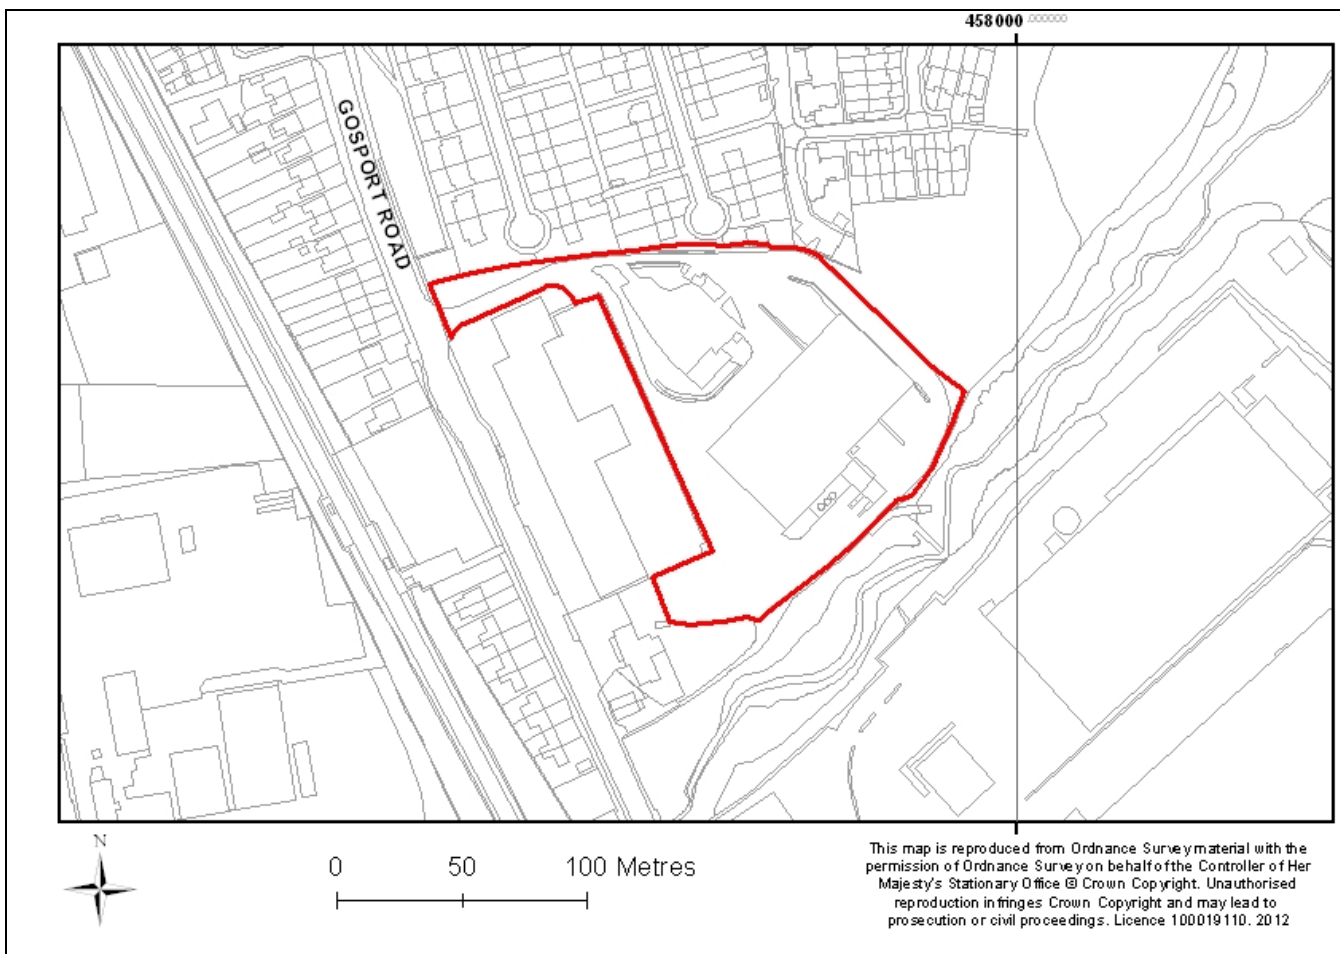 458000 .000000
GOSPORT ROAD
N
0 50 100 Metres
This map is reproduced from Ordnance Survey material with the
permission of Ordnance Survey on behalf of the Controller of Her
Majesty's Stationary Office © Crown Copyright. Unauthorised
reproduction infringes Crown Copyright and may lead to
prosecution or civil proceedings. Licence 100019110. 2012